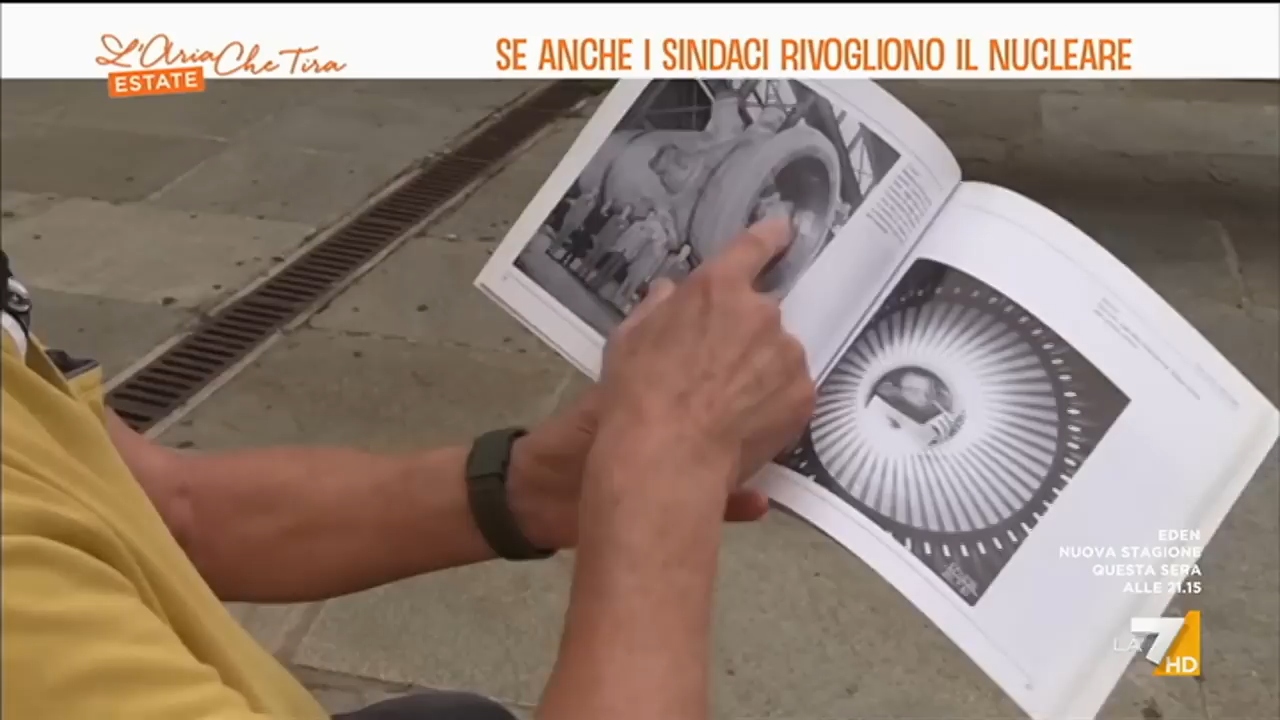 L'Aria Che Tira
ESTATE
SE ANCHE I SINDACI RIVOGLIONO IL NUCLEARE
EDEN
NUOVA STAGIONE
QUESTA SERA
ALLE 21.15
LA7
HD